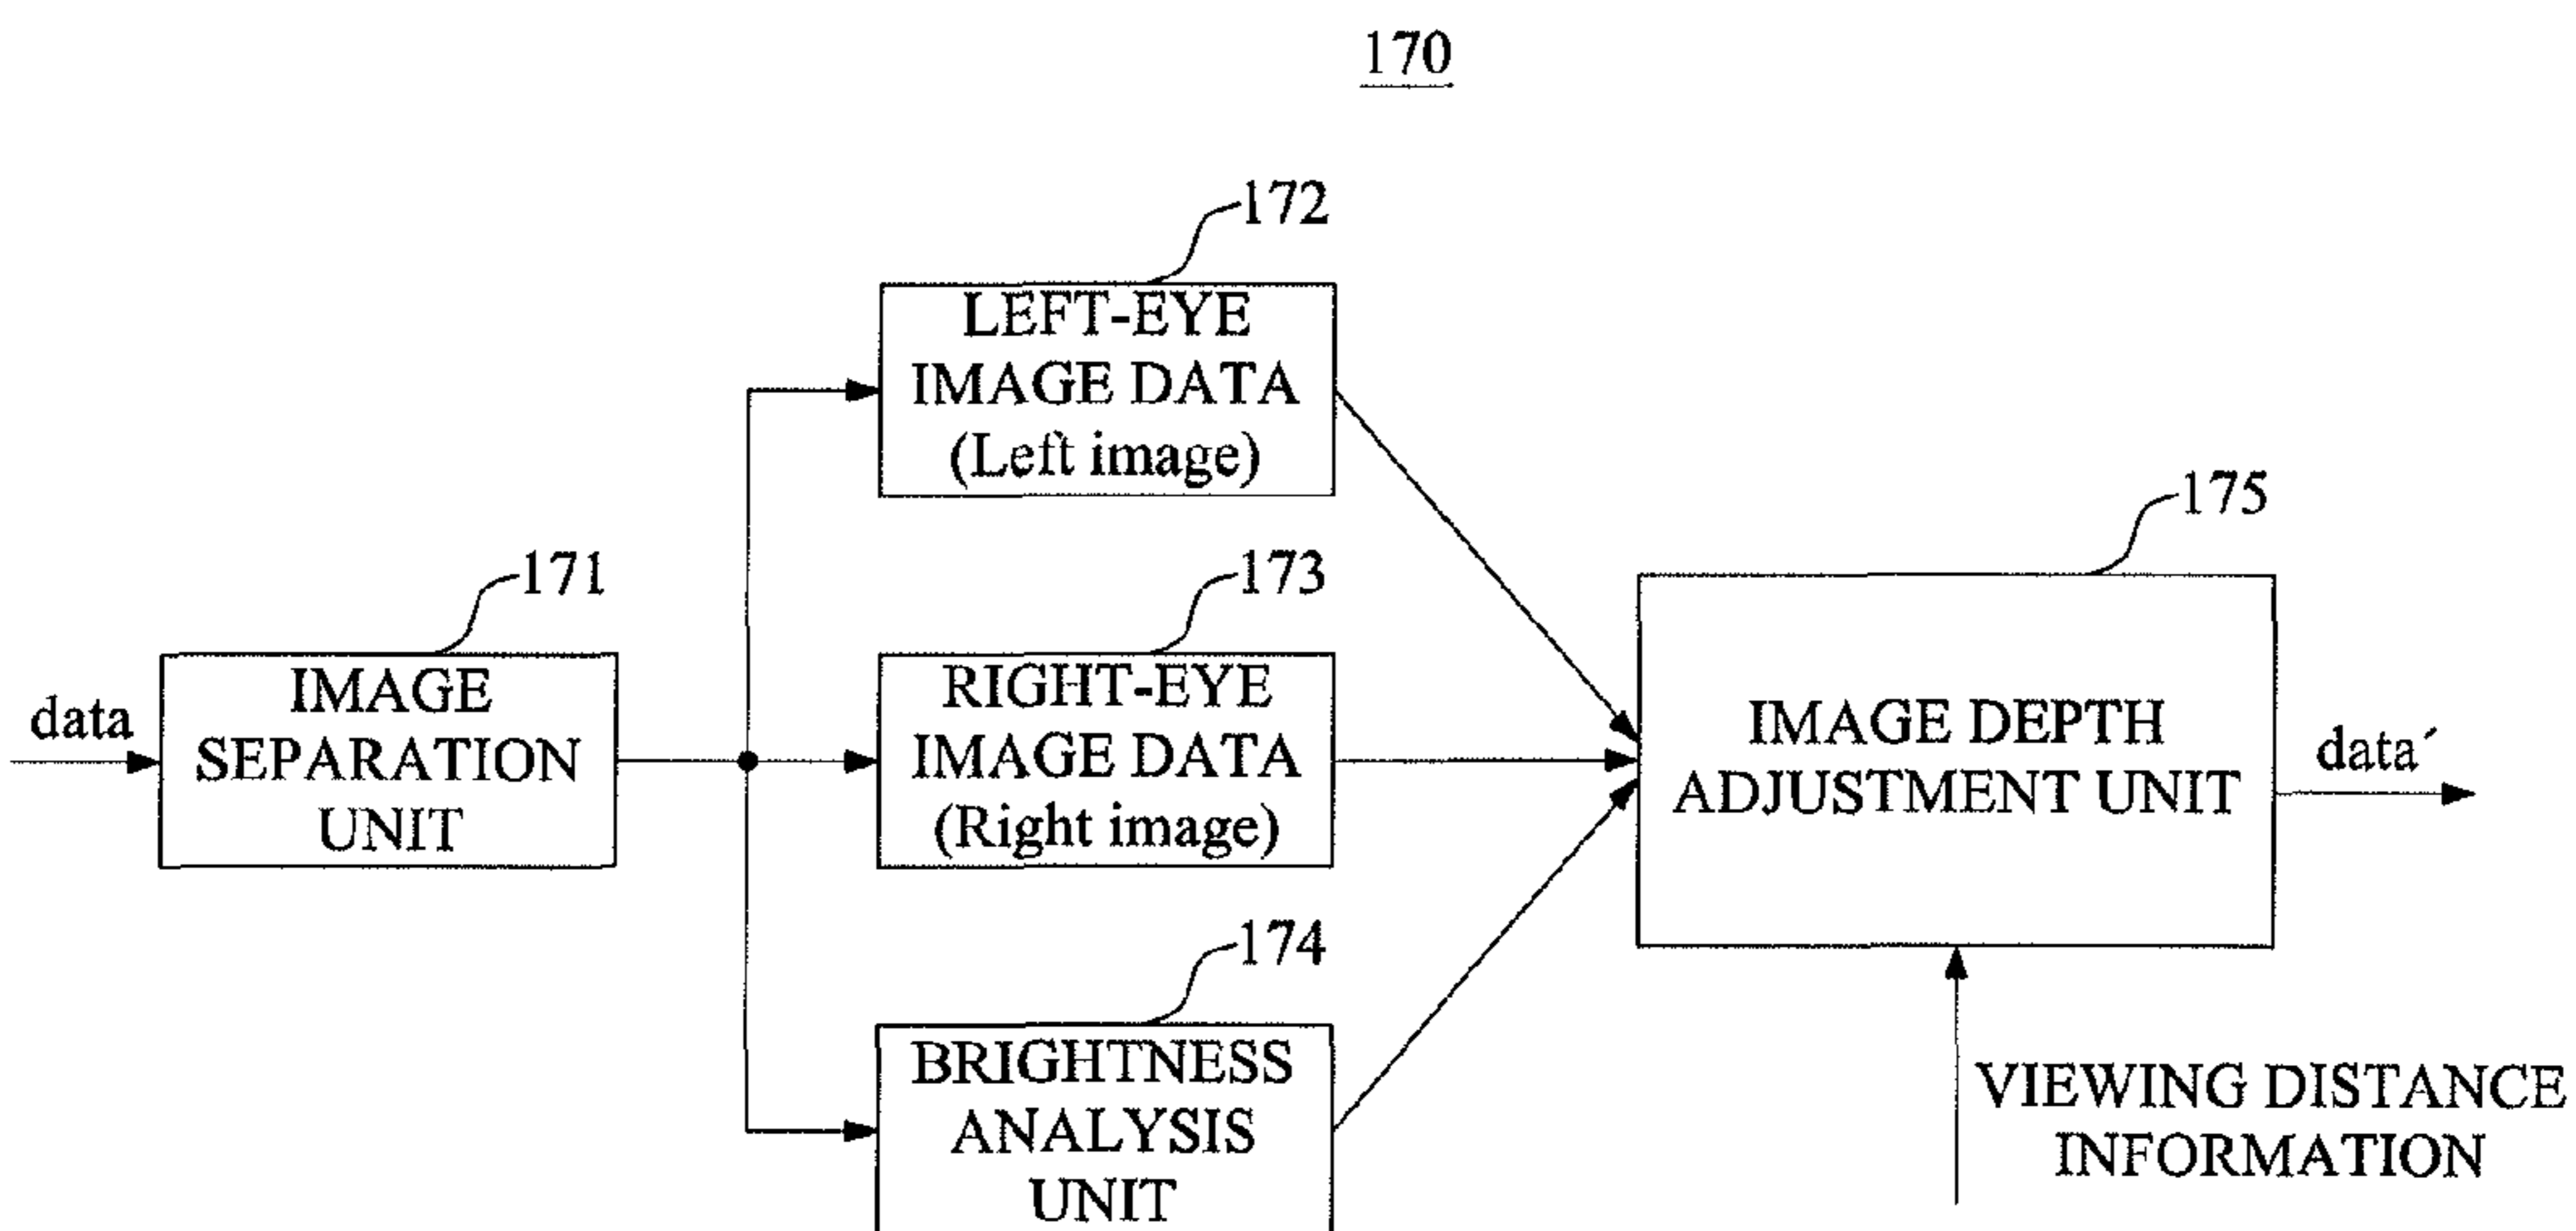 170
172
LEFT-EYE
IMAGE DATA
(Left image)
175
171
173
data
IMAGE
SEPARATION
UNIT
RIGHT-EYE
IMAGE DATA
(Right image)
IMAGE DEPTH
ADJUSTMENT UNIT
data´
174
BRIGHTNESS
ANALYSIS
UNIT
VIEWING DISTANCE
INFORMATION